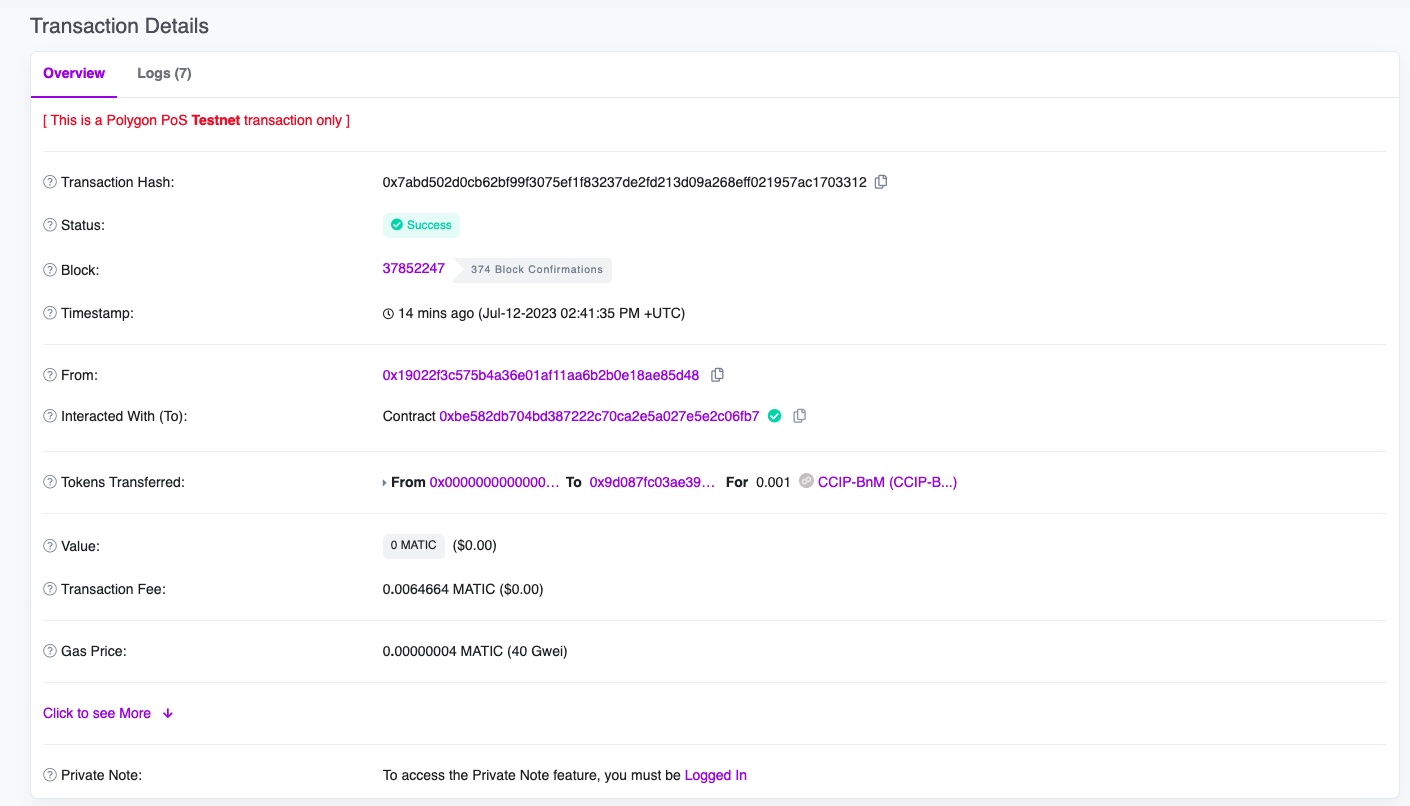 Transaction Details
Overview Logs (7)
[ This is a Polygon PoS Testnet transaction only ]
Transaction Hash: 0x7abd502d0cb62bf99f3075ef1f83237de2fd213d09a268eff021957ac1703312
Status: Success
Block: 37852247 374 Block Confirmations
Timestamp: 14 mins ago (Jul-12-2023 02:41:35 PM +UTC)
From: 0x19022f3c575b4a36e01af11aa6b2b0e18ae85d48
Interacted With (To): Contract 0xbe582db704bd387222c70ca2e5a027e5e2c06fb7
Tokens Transferred: From 0x0000000000000... To 0x9d087fc03ae39... For 0.001 CCIP-BnM (CCIP-B...)
Value: 0 MATIC ($0.00)
Transaction Fee: 0.0064664 MATIC ($0.00)
Gas Price: 0.00000004 MATIC (40 Gwei)
Click to see More
Private Note: To access the Private Note feature, you must be Logged In